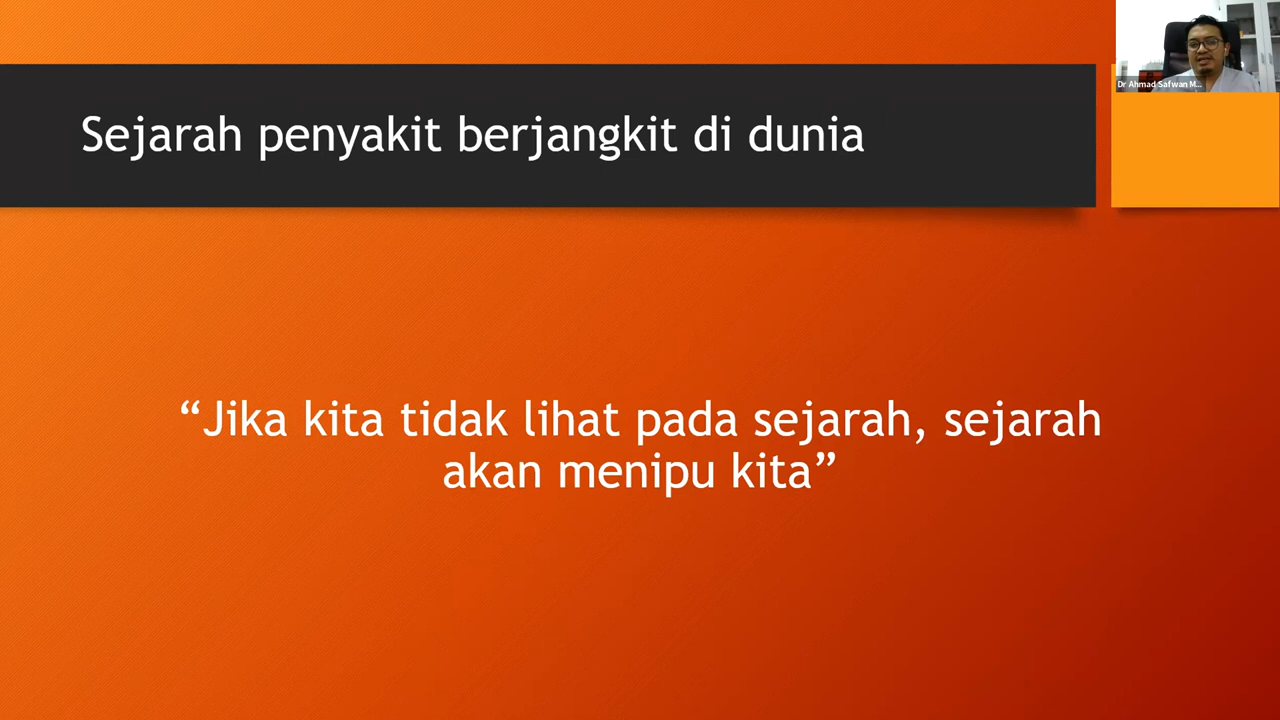 Sejarah penyakit berjangkit di dunia
Dr Ahmad Safwan M...
“Jika kita tidak lihat pada sejarah, sejarah
akan menipu kita”